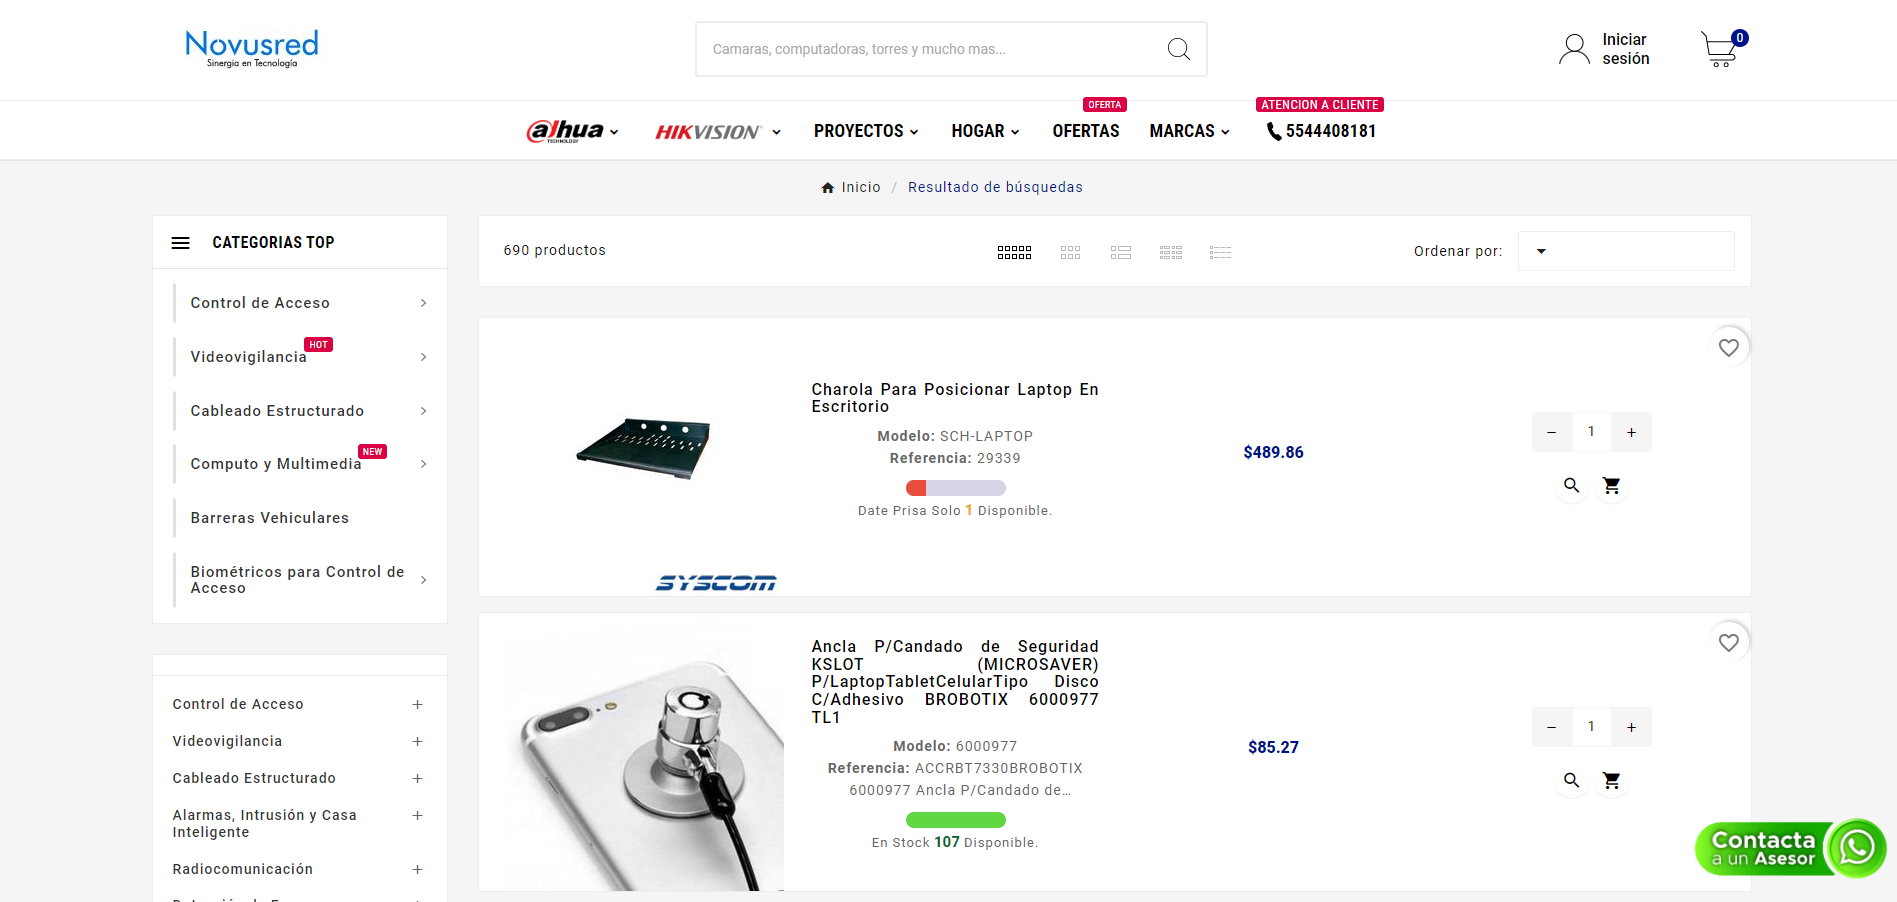 Novusred
Sinergia en Tecnología
Camaras, computadoras, torres y mucho mas...
Iniciar
sesión
0
OFERTA
ATENCION A CLIENTE
alhua
TECHNOLOGY
HIKVISION
PROYECTOS
HOGAR
OFERTAS
MARCAS
5544408181
Inicio / Resultado de búsquedas
CATEGORIAS TOP
Control de Acceso
HOT
Videovigilancia
Cableado Estructurado
NEW
Computo y Multimedia
Barreras Vehiculares
Biométricos para Control de
Acceso
Control de Acceso
Videovigilancia
Cableado Estructurado
Alarmas, Intrusión y Casa
Inteligente
Radiocomunicación
690 productos
Ordenar por:
Charola Para Posicionar Laptop En
Escritorio
Modelo: SCH-LAPTOP
Referencia: 29339
Date Prisa Solo 1 Disponible.
$489.86
− 1 +
SYSCOM
Ancla P/Candado de Seguridad
KSLOT (MICROSAVER)
P/LaptopTabletCelularTipo Disco
C/Adhesivo BROBOTIX 6000977
TL1
Modelo: 6000977
Referencia: ACCRBT7330BROBOTIX
6000977 Ancla P/Candado de...
En Stock 107 Disponible.
$85.27
− 1 +
Contacta
a un Asesor